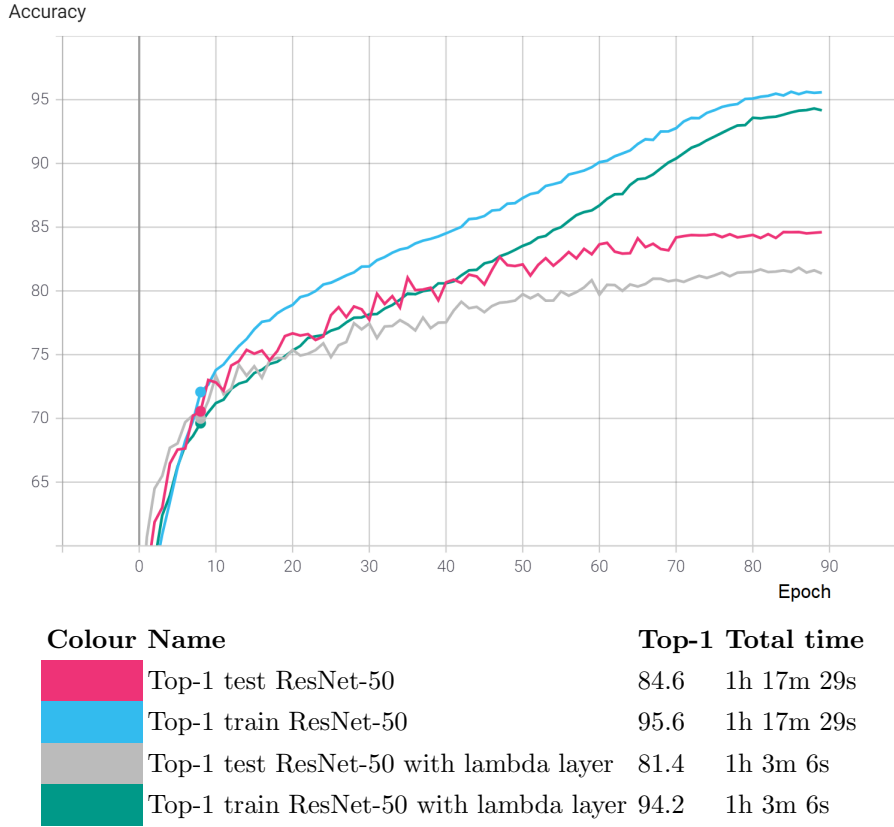 Accuracy
95
90
85
80
75
70
65
0 10 20 30 40 50 60 70 80 90
Epoch
Colour Name Top-1 Total time
Top-1 test ResNet-50 84.6 1h 17m 29s
Top-1 train ResNet-50 95.6 1h 17m 29s
Top-1 test ResNet-50 with lambda layer 81.4 1h 3m 6s
Top-1 train ResNet-50 with lambda layer 94.2 1h 3m 6s